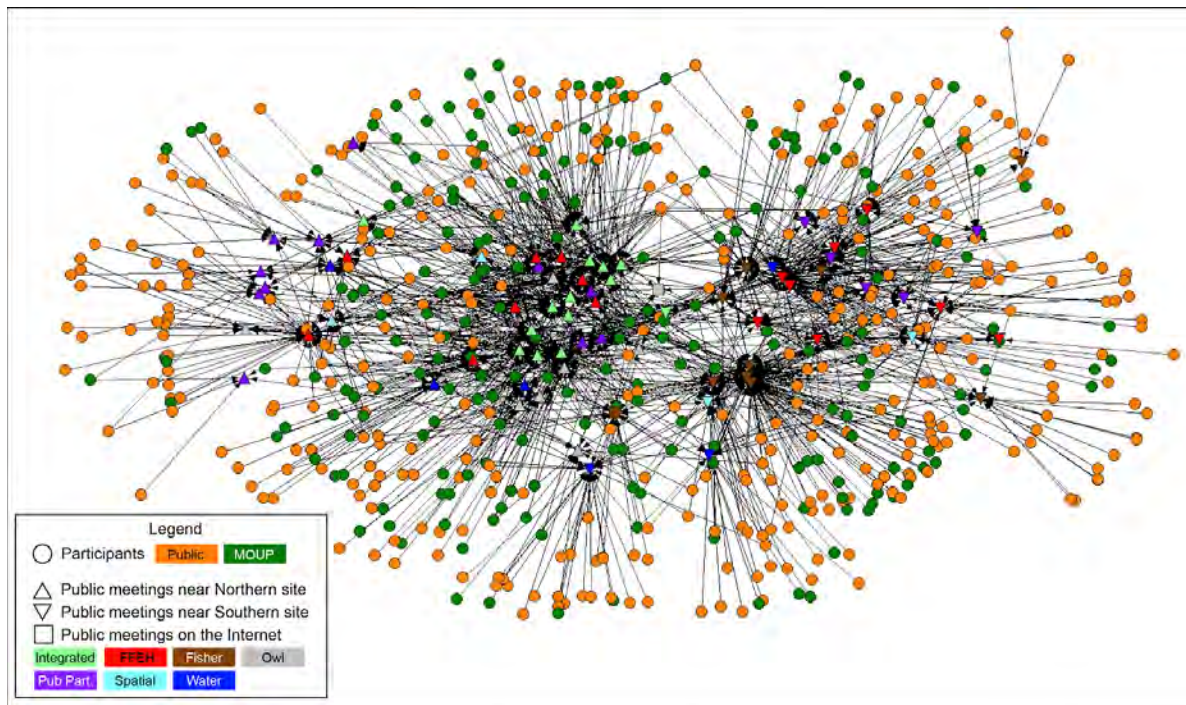 Legend
Participants Public MOUP
Public meetings near Northern site
Public meetings near Southern site
Public meetings on the Internet
Integrated FFEH Fisher Owl
Pub Part. Spatial Water